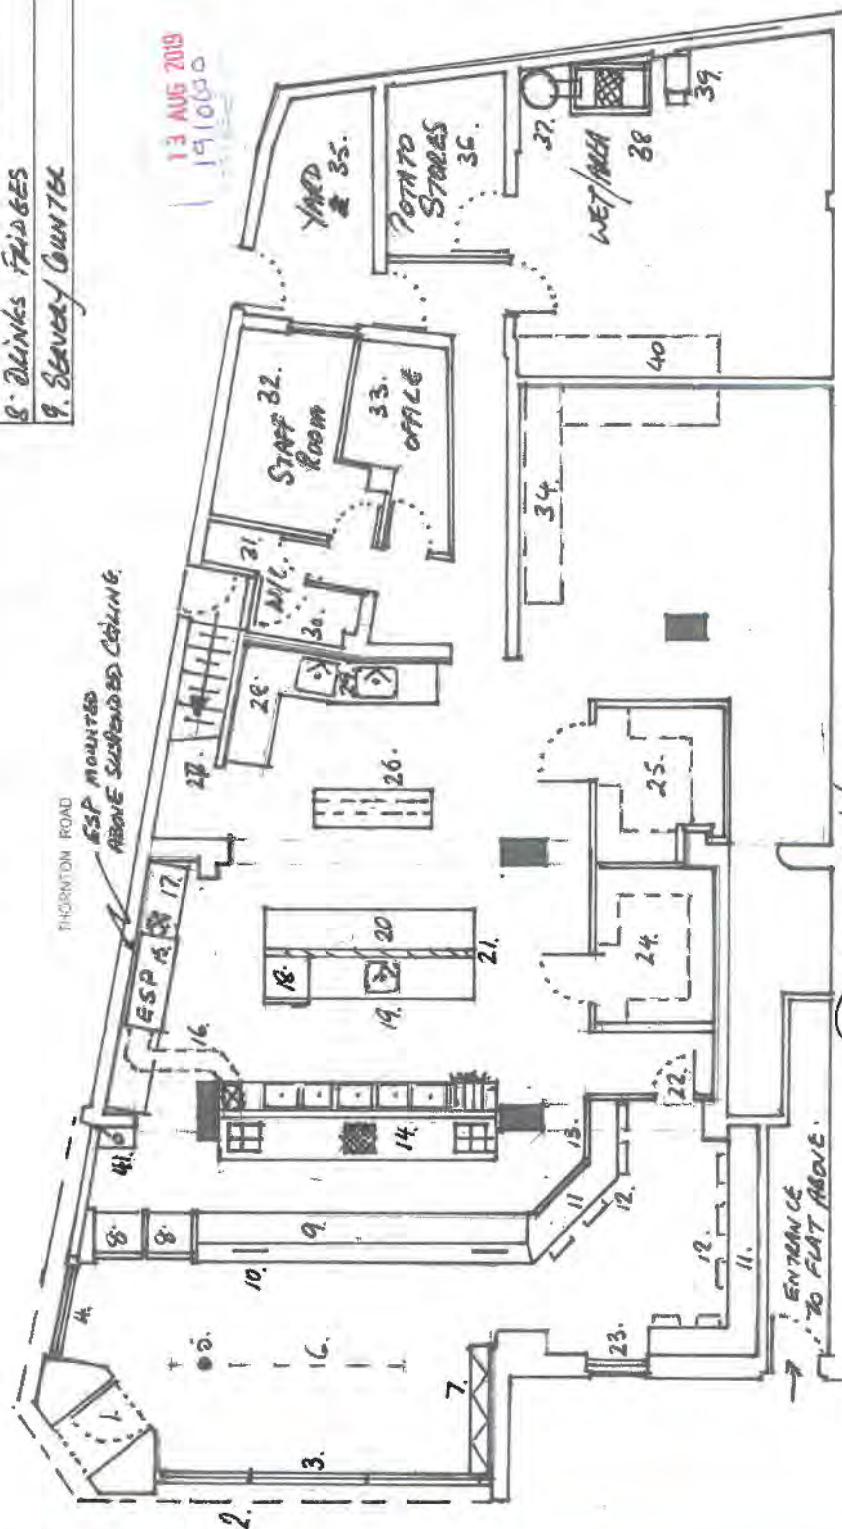 8. DRINKS FRIDGES
9. SERVERY COUNTER
13 AUG 2019
1910600
THORNTON ROAD
ESP MOUNTED
ABOVE SUSPENDED CEILING.
YARD
35.
POTATO
STORES
36.
37.
38
39.
WET/AREA
STAFF
ROOM
32.
33.
OFFICE
40
34.
31.
W/C.
30.
29.
28.
27.
26.
25.
24.
ESP
15.
17.
16.
18.
19.
20
21.
22.
41.
14.
13.
8.
8.
9.
10.
11
12.
12.
11.
4.
1
5.
6.
7.
3.
2.
23.
ENTRANCE
TO FLAT ABOVE.